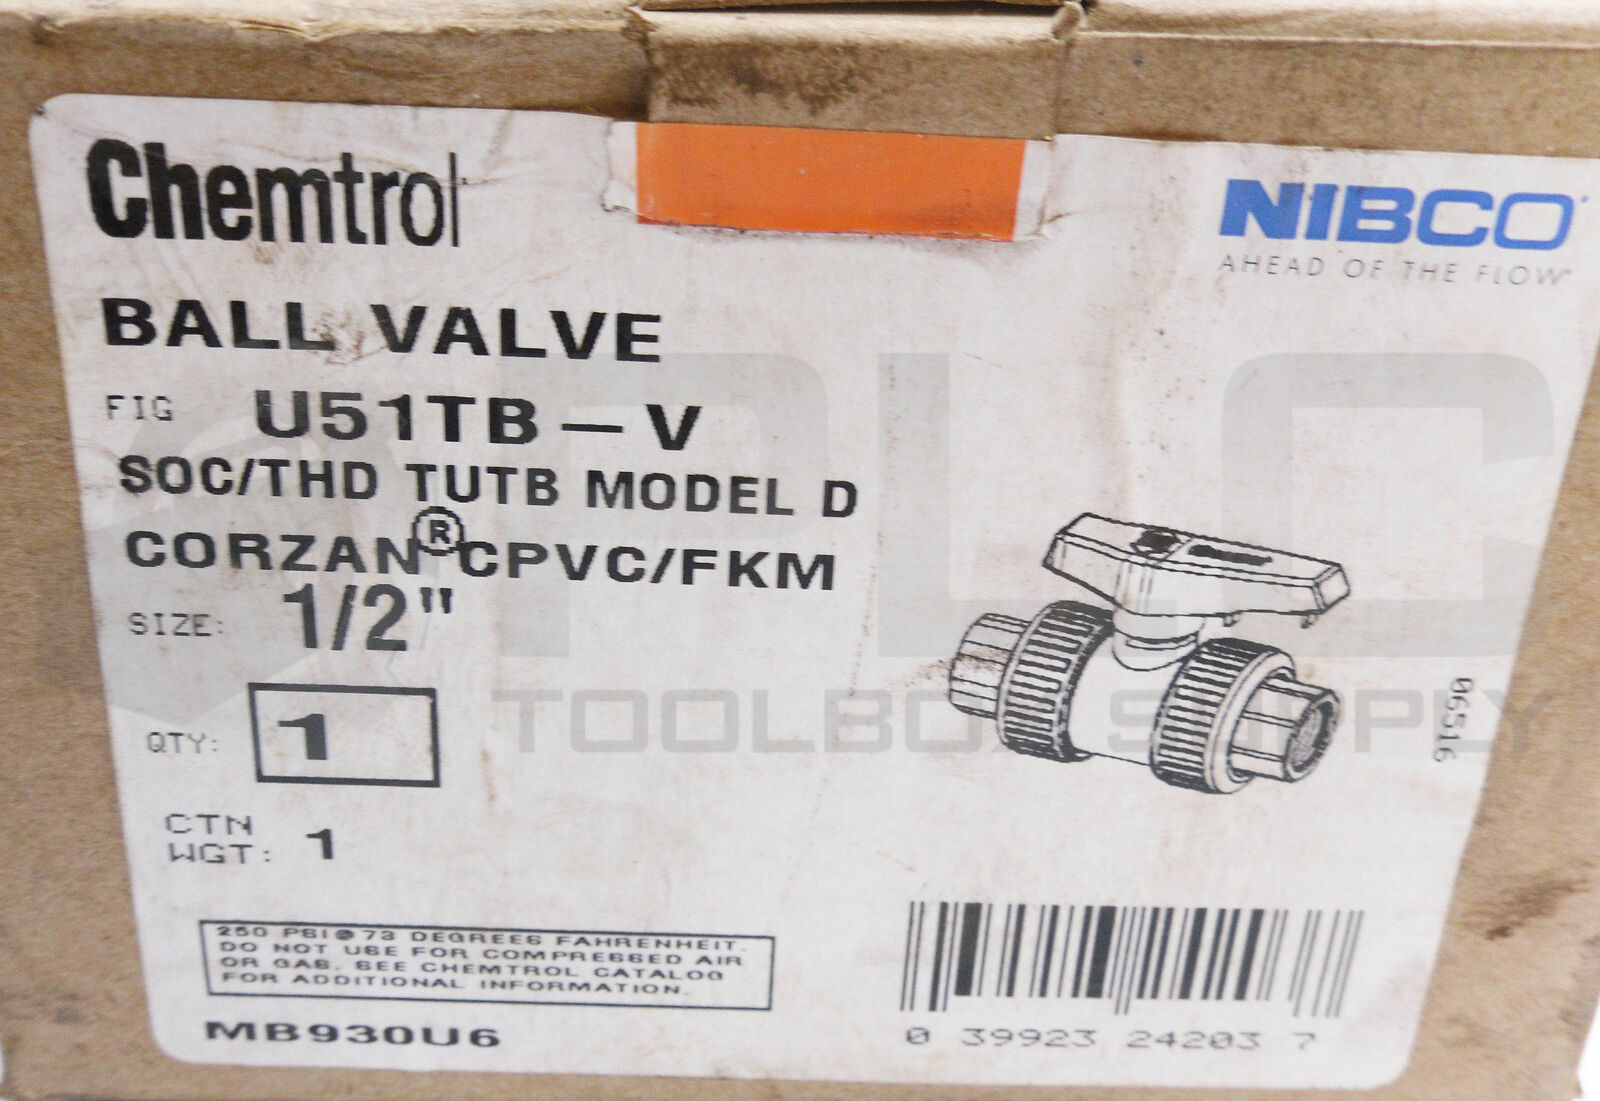 Chemtrol
NIBCO
AHEAD OF THE FLOW
BALL VALVE
FIG U51TB-V
SOC/THD TUTB MODEL D
CORZAN® CPVC/FKM
SIZE: 1/2"
QTY: 1
CTN
WGT: 1
06516
250 PSI @ 73 DEGREES FAHRENHEIT.
DO NOT USE FOR COMPRESSED AIR
OR GAS. SEE CHEMTROL CATALOG
FOR ADDITIONAL INFORMATION.
MB930U6
0 39923 24203 7
PLC
TOOLBOX SUPPLY